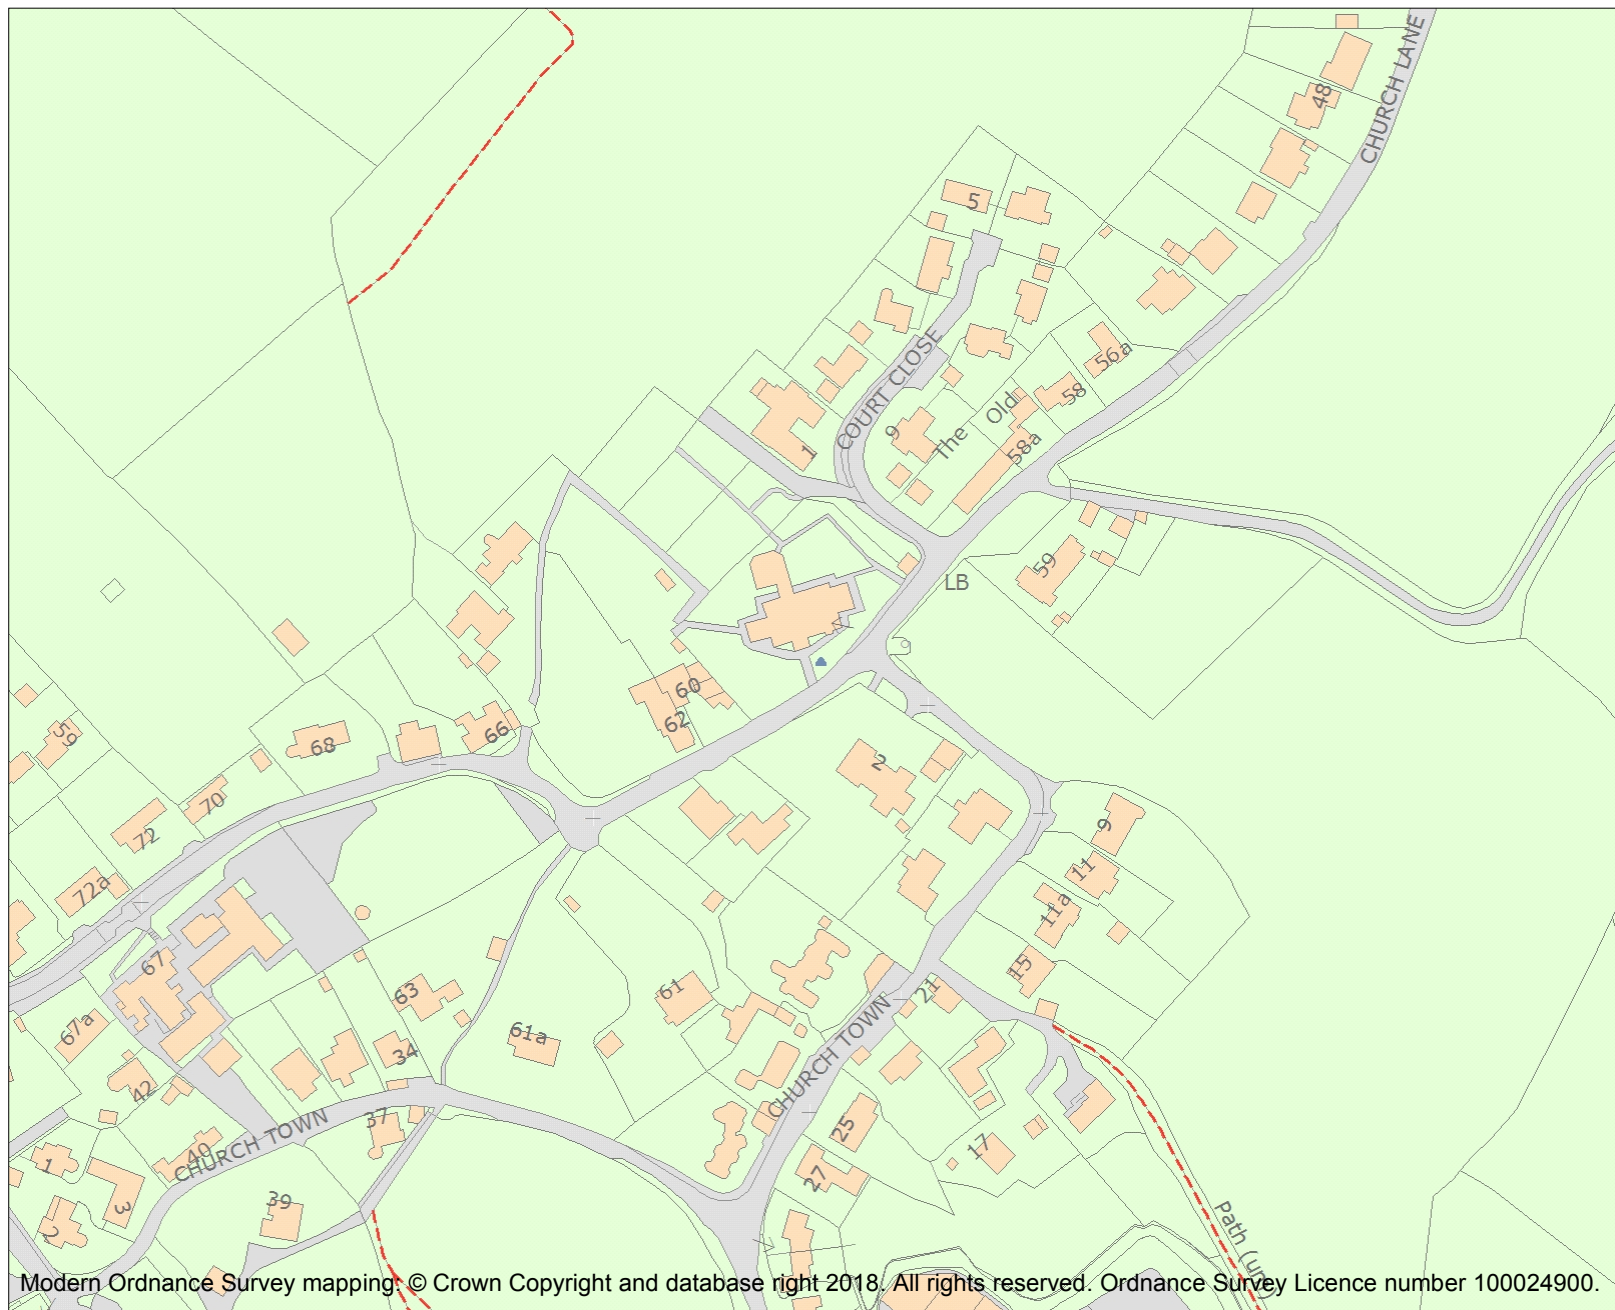 CHURCH LANE
48
5
56a
COURT CLOSE
58
The Old
9
58a
1
59
LB
60
62
66
68
59
2
70
72
9
11
72a
11a
67
15
63
61
21
67a
61a
34
CHURCH TOWN
42
37
25
40
CHURCH TOWN
17
1
27
3
39
2
Path (um)
Modern Ordnance Survey mapping: © Crown Copyright and database right 2018. All rights reserved. Ordnance Survey Licence number 100024900.